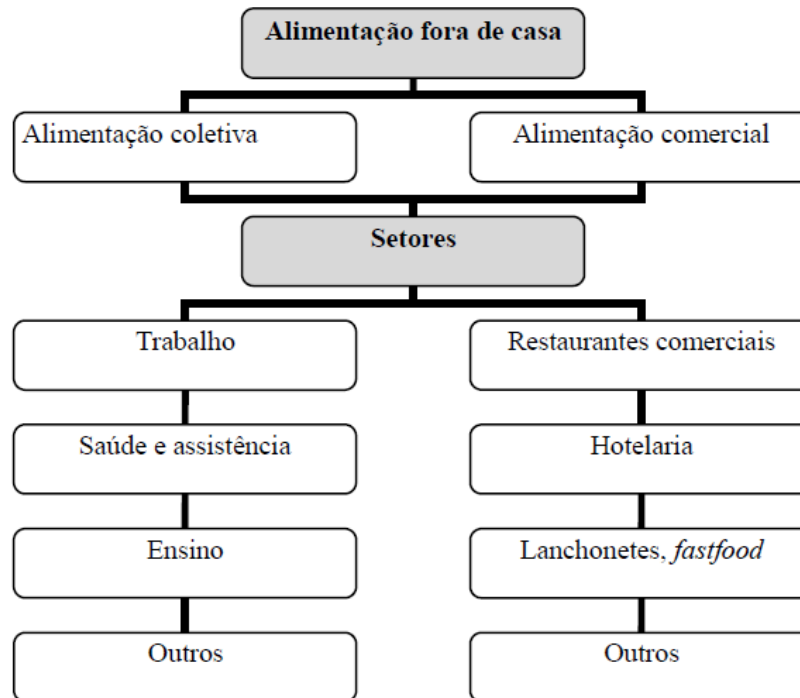 Alimentação fora de casa
Alimentação coletiva
Alimentação comercial
Setores
Trabalho
Restaurantes comerciais
Saúde e assistência
Hotelaria
Ensino
Lanchonetes, fastfood
Outros
Outros